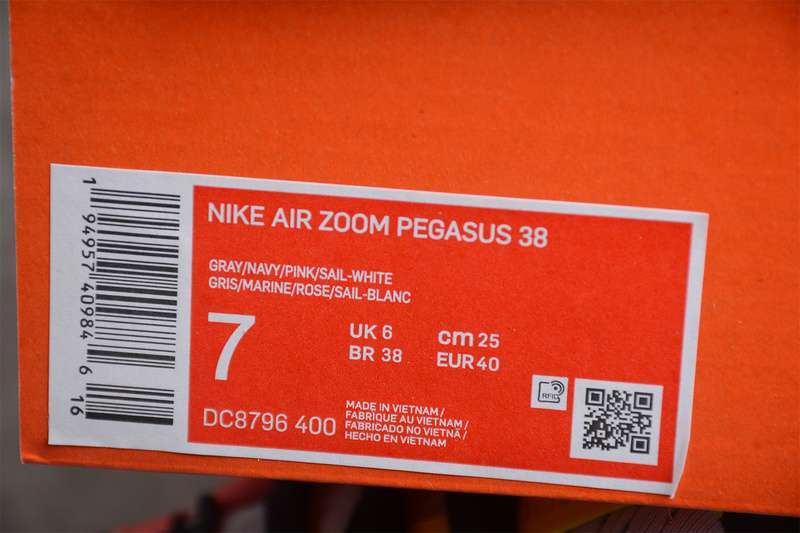 1 94957 40984 6
16
NIKE AIR ZOOM PEGASUS 38
GRAY/NAVY/PINK/SAIL-WHITE
GRIS/MARINE/ROSE/SAIL-BLANC
7
UK 6
cm 25
BR 38
EUR 40
DC8796 400
MADE IN VIETNAM/
FABRIQUE AU VIETNAM/
FABRICADO NO VIETNÃ/
HECHO EN VIETNAM
RFID